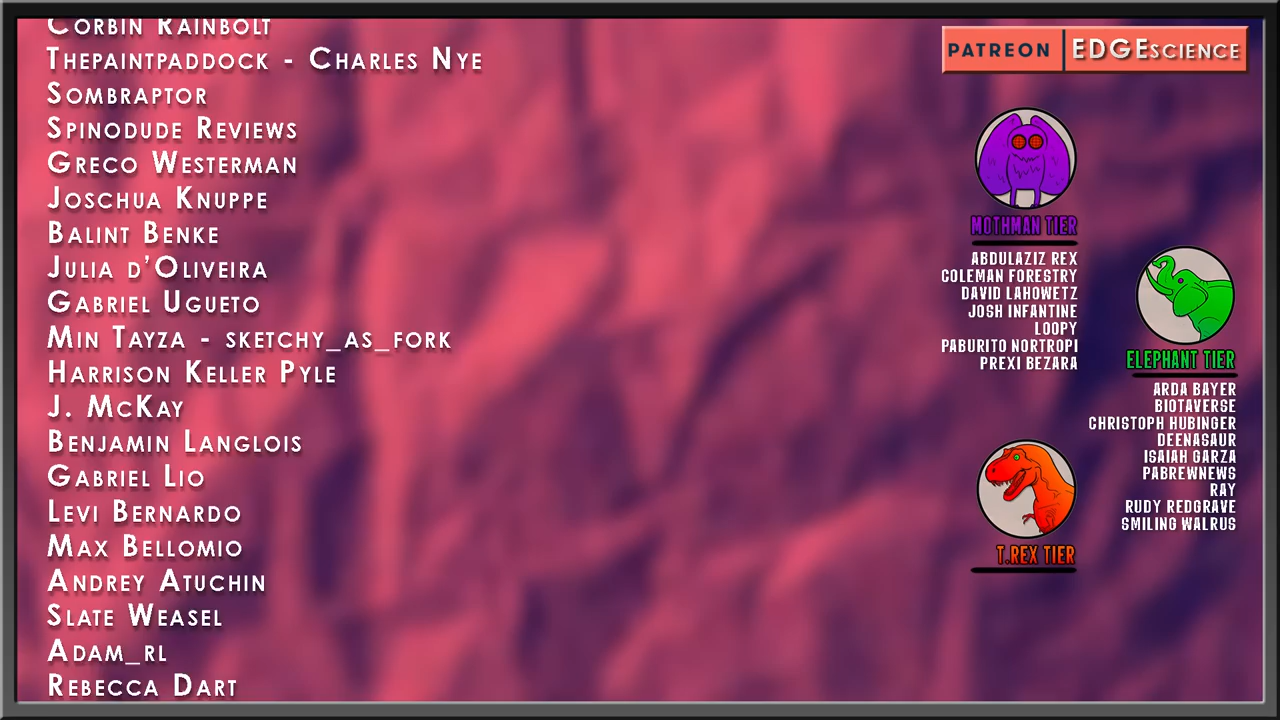 Corbin Rainbolt
Thepaintpaddock - Charles Nye
Sombraptor
Spinodude Reviews
Greco Westerman
Joschua Knuppe
Balint Benke
Julia d'Oliveira
Gabriel Ugueto
Min Tayza - sketchy_as_fork
Harrison Keller Pyle
J. McKay
Benjamin Langlois
Gabriel Lio
Levi Bernardo
Max Bellomio
Andrey Atuchin
Slate Weasel
Adam_rl
Rebecca Dart
PATREON EDGEscience
MOTHMAN TIER
ABDULAZIZ REX
COLEMAN FORESTRY
DAVID LAHOWETZ
JOSH INFANTINE
LOOPY
PABURITO NORTROPI
PREXI BEZARA
ELEPHANT TIER
ARDA BAYER
BIOTAVERSE
CHRISTOPH HUBINGER
DEENASAUR
ISAIAH GARZA
PABREWNEWS
RAY
RUDY REDGRAVE
SMILING WALRUS
T.REX TIER